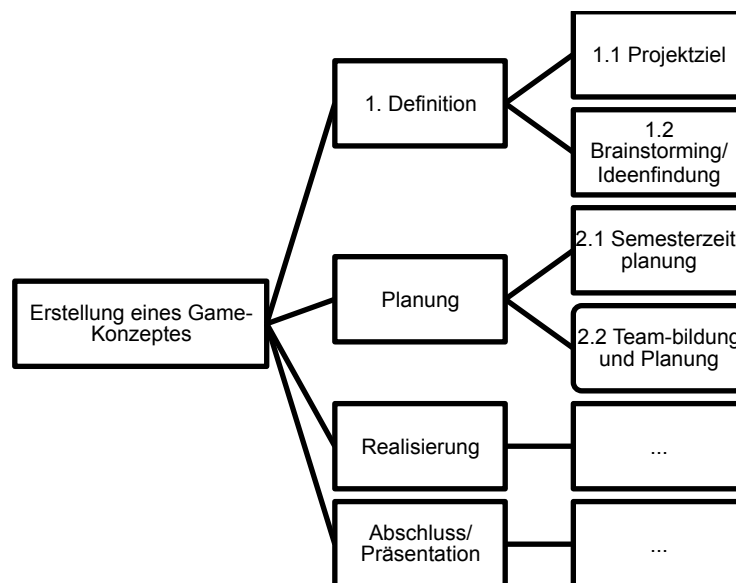 1.1 Projektziel
1. Definition
1.2
Brainstorming/
Ideenfindung
2.1 Semesterzeit
planung
Erstellung eines Game-
Konzeptes
Planung
2.2 Team-bildung
und Planung
Realisierung
...
Abschluss/
Präsentation
...